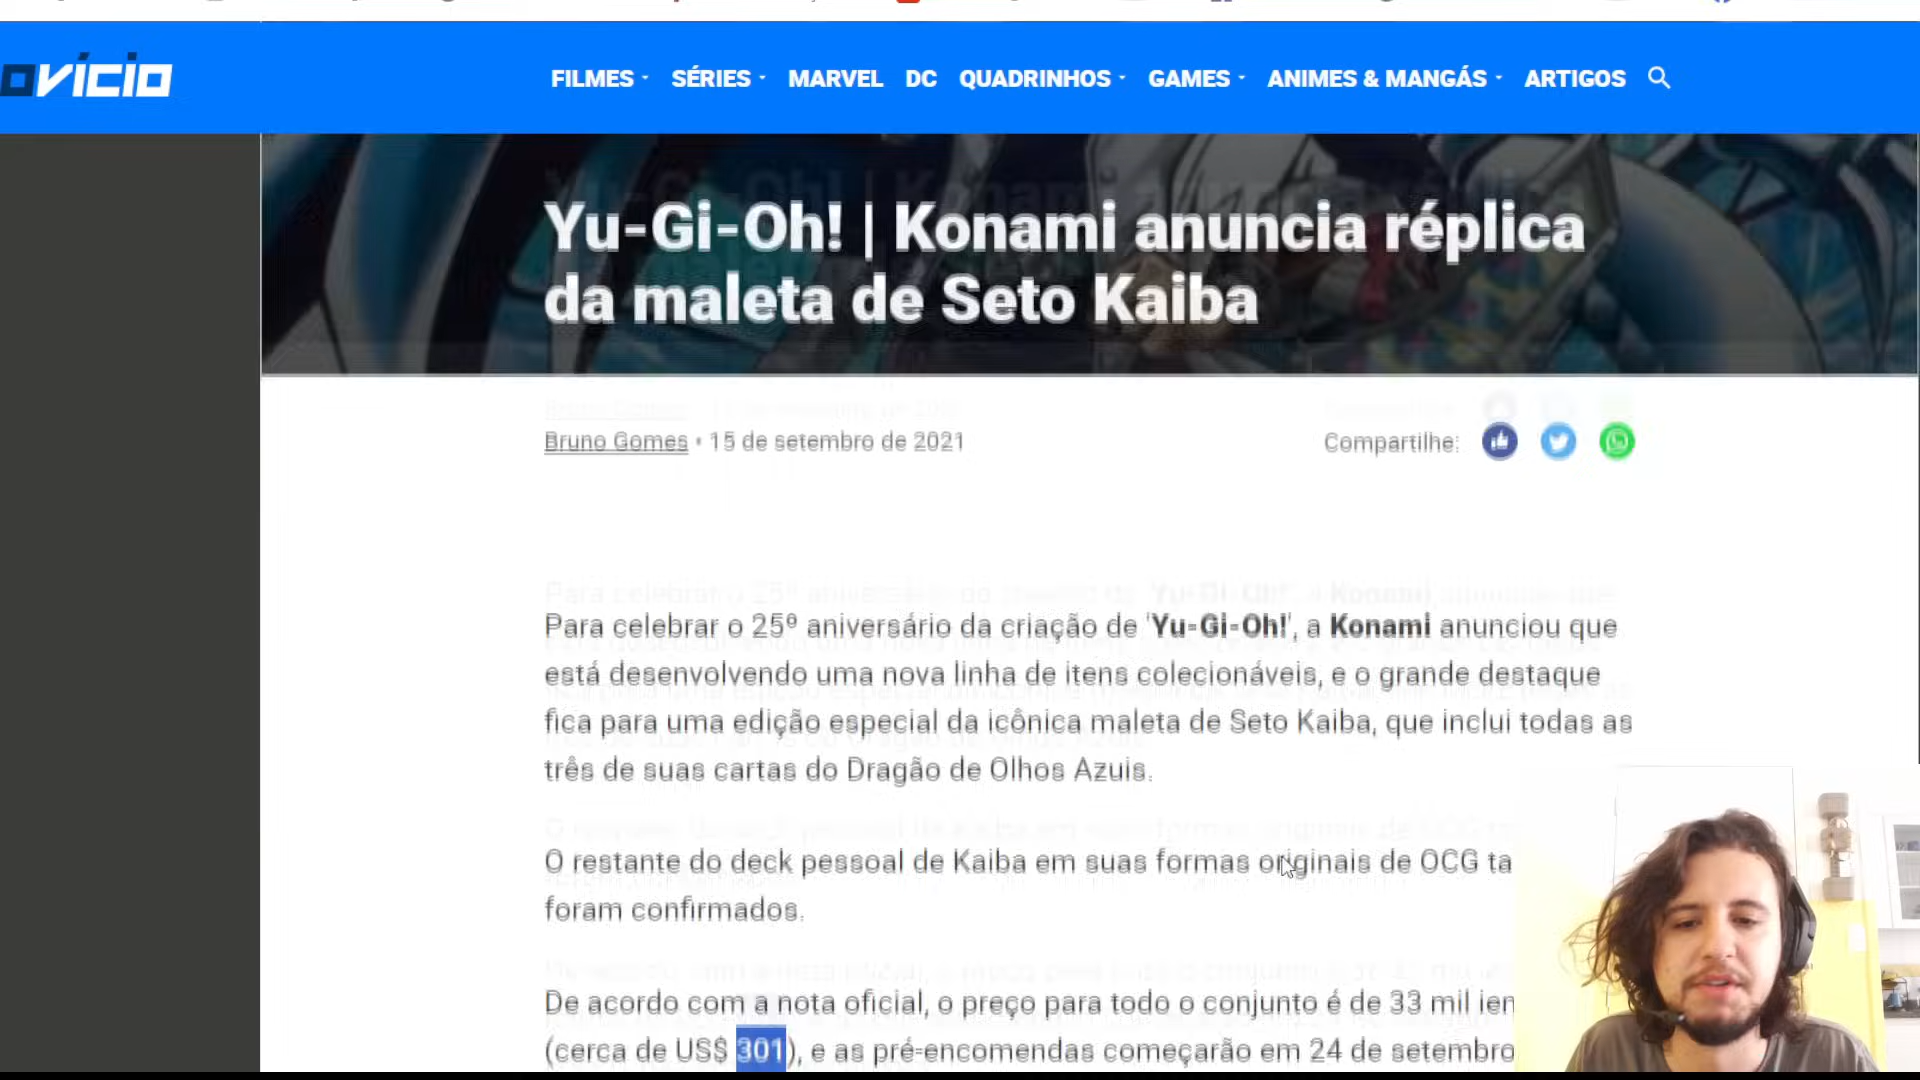 ovício
FILMES SÉRIES MARVEL DC QUADRINHOS GAMES ANIMES & MANGÁS ARTIGOS
Yu-Gi-Oh! | Konami anuncia réplica
da maleta de Seto Kaiba
Bruno Gomes • 15 de setembro de 2021
Compartilhe:
Para celebrar o 25º aniversário da criação de 'Yu-Gi-Oh!', a Konami anunciou que
está desenvolvendo uma nova linha de itens colecionáveis, e o grande destaque
fica para uma edição especial da icônica maleta de Seto Kaiba, que inclui todas as
três de suas cartas do Dragão de Olhos Azuis.
O restante do deck pessoal de Kaiba em suas formas originais de OCG ta
foram confirmados.
De acordo com a nota oficial, o preço para todo o conjunto é de 33 mil ien
(cerca de US$ 301), e as pré-encomendas começarão em 24 de setembro